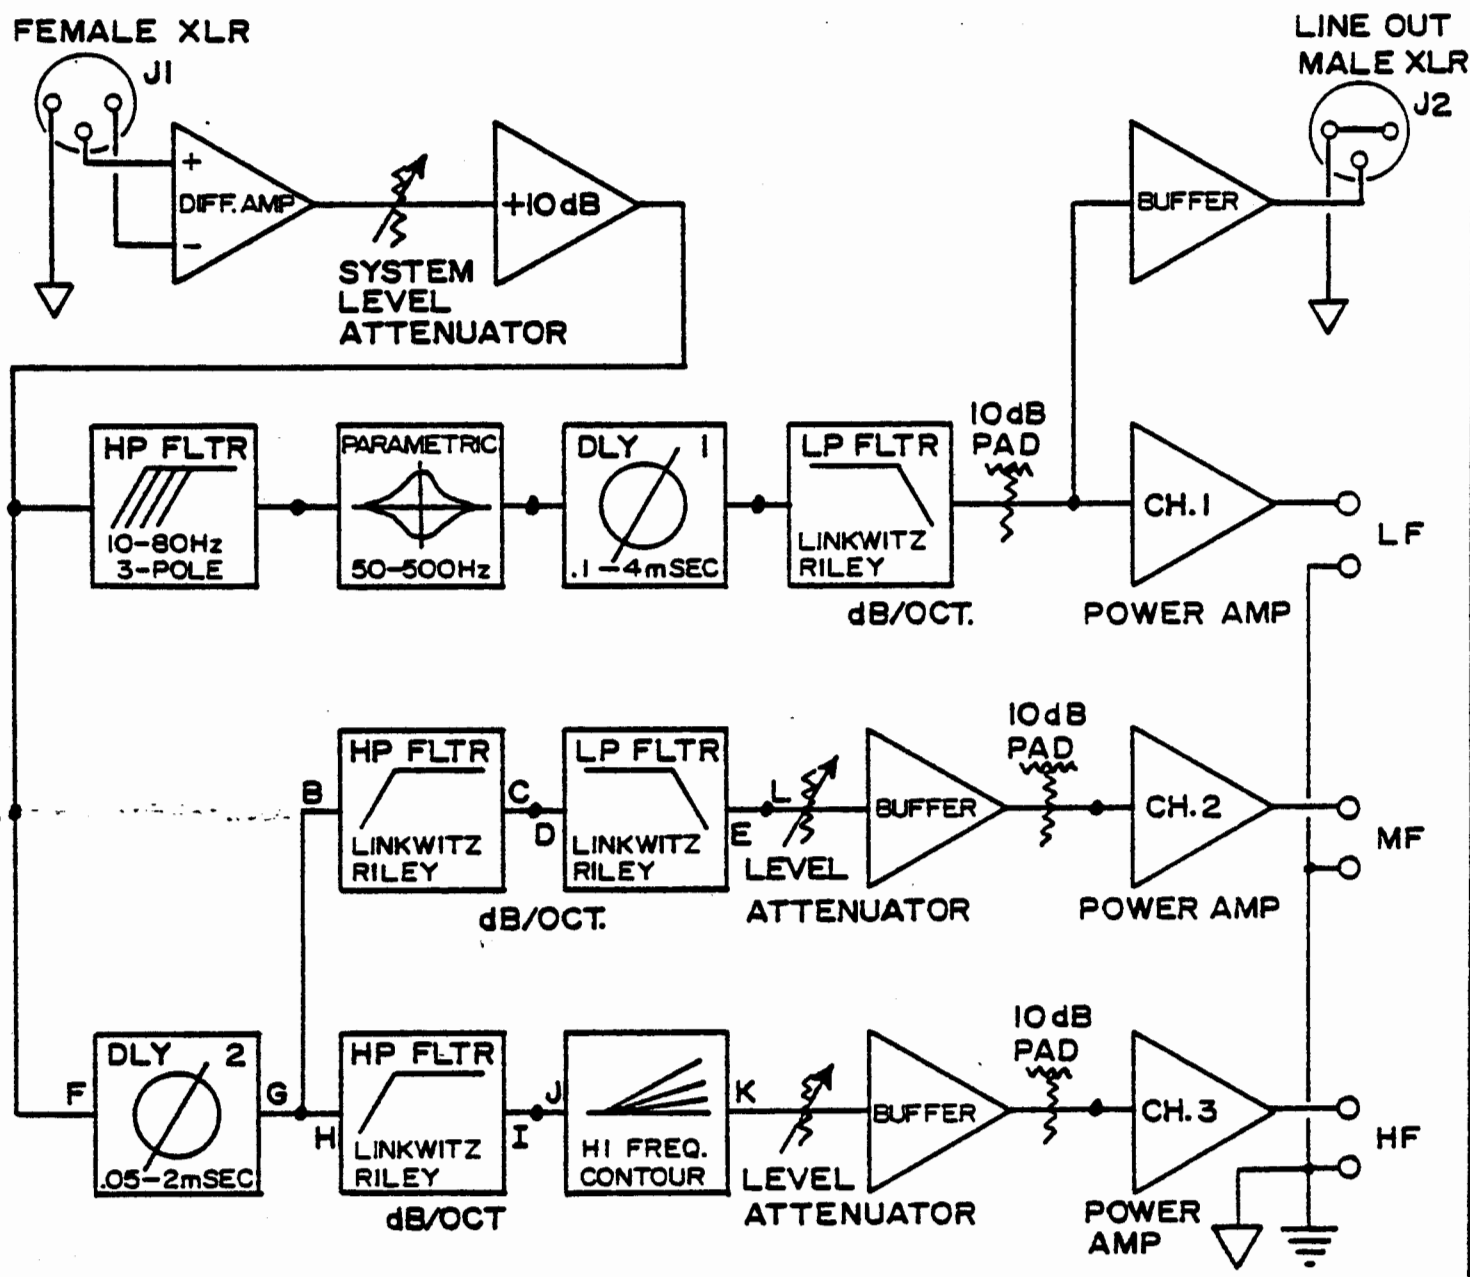 FEMALE XLR
J1
LINE OUT
MALE XLR
J2
+
DIFF. AMP
-
+10dB
BUFFER
SYSTEM
LEVEL
ATTENUATOR
HP FLTR
10-80Hz
3-POLE
PARAMETRIC
50-500Hz
DLY 1
.1-4mSEC
LP FLTR
LINKWITZ
RILEY
dB/OCT.
10dB
PAD
CH.1
POWER AMP
LF
B
HP FLTR
LINKWITZ
RILEY
C
D
dB/OCT.
LP FLTR
LINKWITZ
RILEY
E
L
LEVEL
ATTENUATOR
BUFFER
10dB
PAD
CH.2
POWER AMP
MF
F
DLY 2
.05-2mSEC
G
H
HP FLTR
LINKWITZ
RILEY
dB/OCT
I
J
HI FREQ.
CONTOUR
K
LEVEL
ATTENUATOR
BUFFER
10dB
PAD
CH.3
POWER
AMP
HF